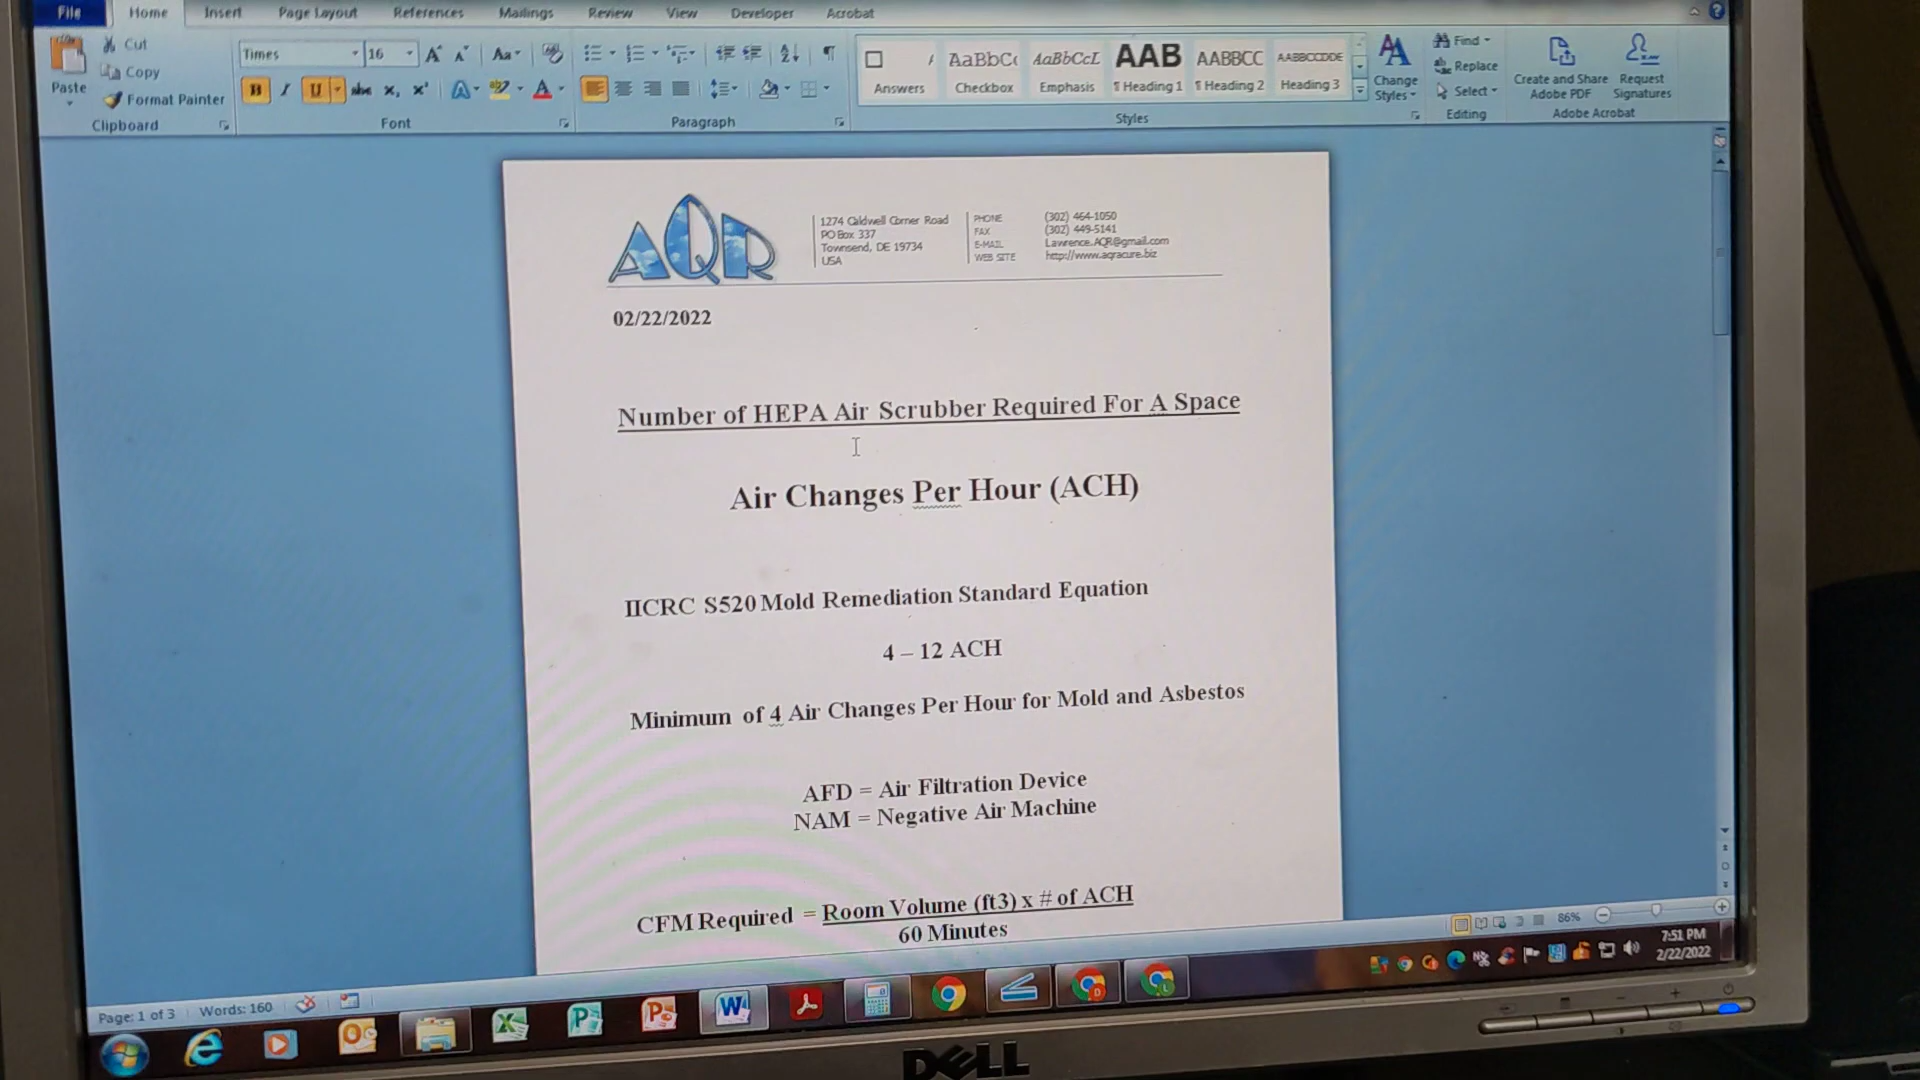 File Home Insert Page Layout References Mailings Review View Developer Acrobat
Paste
Cut
Copy
Format Painter
Clipboard
Times 16
Font
Paragraph
Answers
AaBbC Checkbox
AaBbCcL Emphasis
AAB Heading 1
AABBCC Heading 2
AABBCCDDE Heading 3
Change Styles
Styles
Find
Replace
Select
Editing
Create and Share Adobe PDF
Request Signatures
Adobe Acrobat
AQR
1274 Caldwell Corner Road
PO Box 337
Townsend, DE 19734
USA
PHONE (302) 464-1050
FAX (302) 449-5141
E-MAIL Lawrence.AQR@gmail.com
WEB SITE http://www.aqracure.biz
02/22/2022
Number of HEPA Air Scrubber Required For A Space
Air Changes Per Hour (ACH)
IICRC S520 Mold Remediation Standard Equation
4 – 12 ACH
Minimum of 4 Air Changes Per Hour for Mold and Asbestos
AFD = Air Filtration Device
NAM = Negative Air Machine
CFM Required = Room Volume (ft3) x # of ACH
60 Minutes
Page: 1 of 3 Words: 160
86%
7:51 PM
2/22/2022
DELL